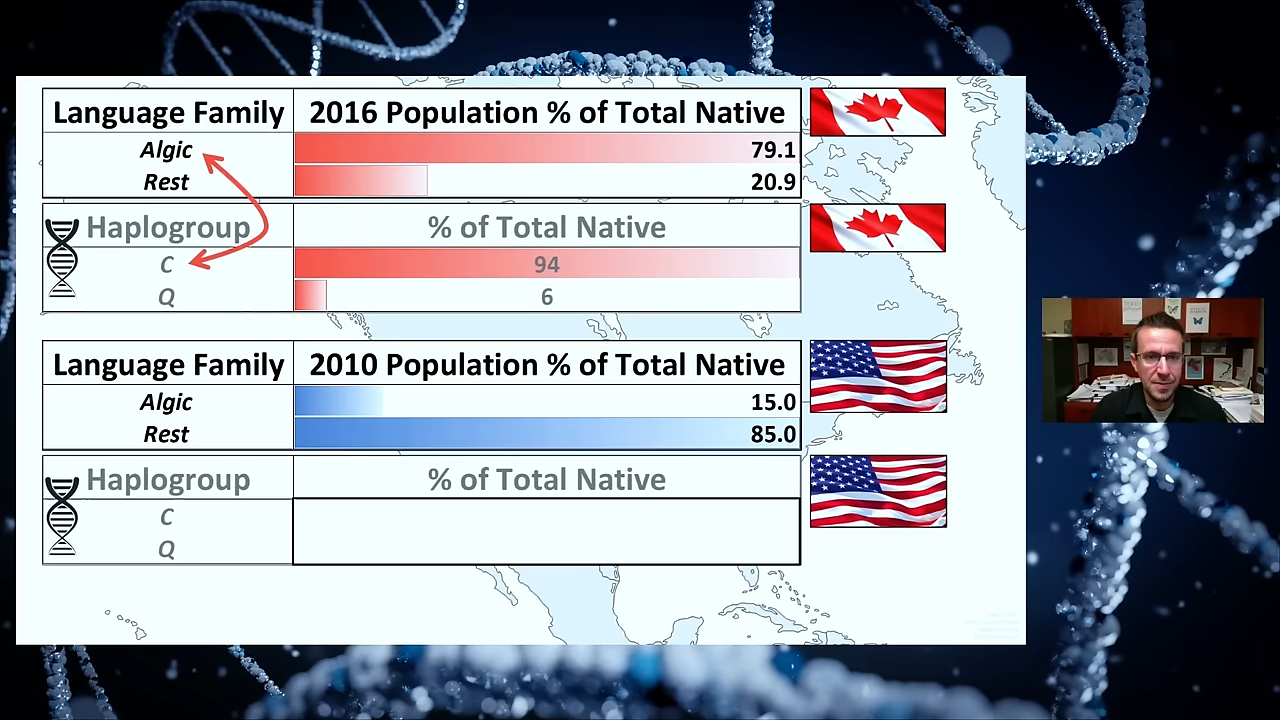 Language Family 2016 Population % of Total Native
Algic 79.1
Rest 20.9
Haplogroup % of Total Native
C 94
Q 6
Language Family 2010 Population % of Total Native
Algic 15.0
Rest 85.0
Haplogroup % of Total Native
C
Q